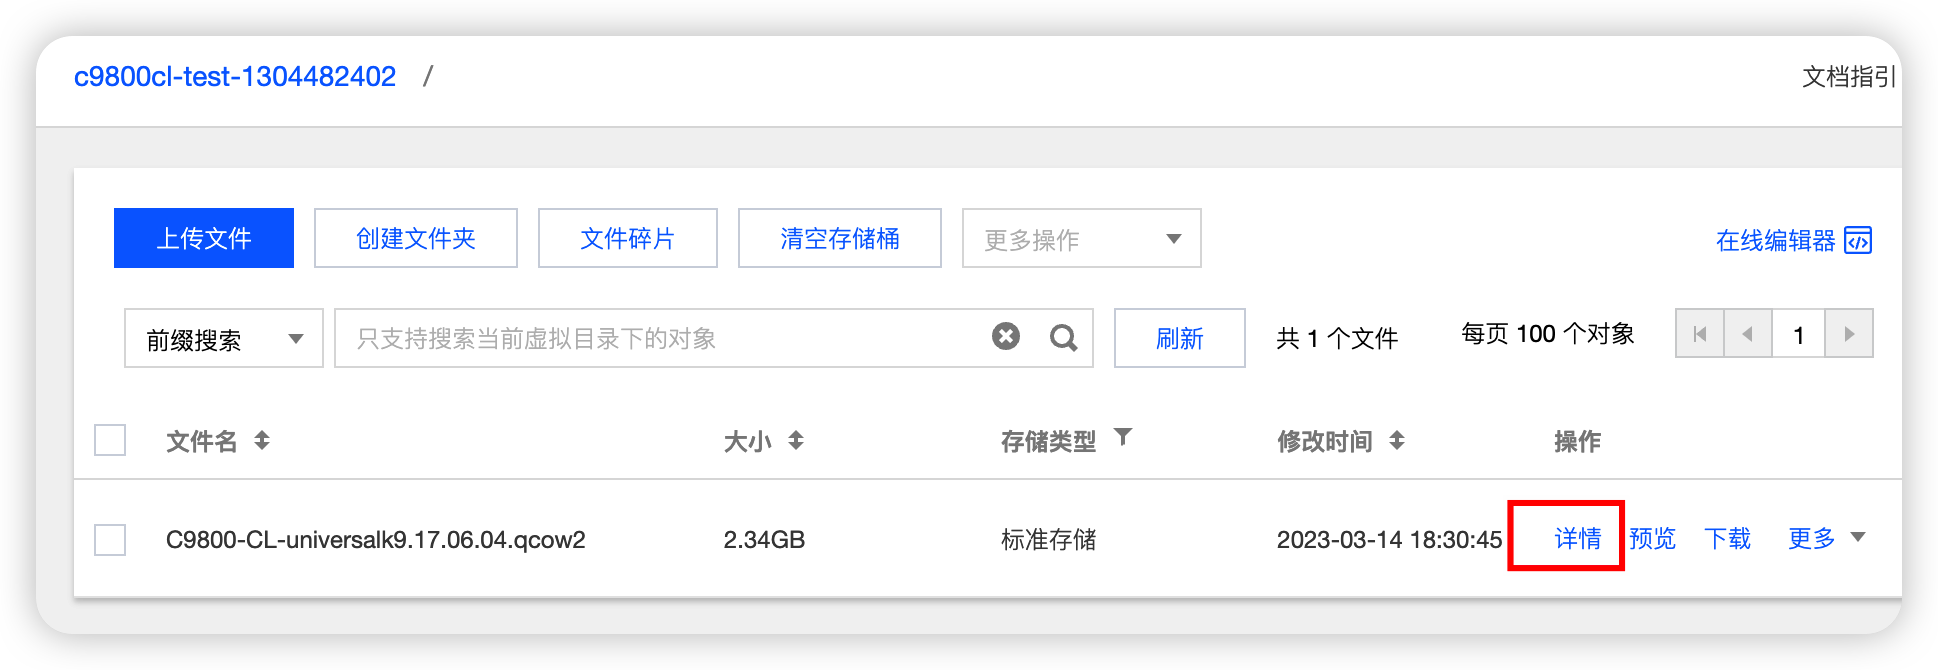 c9800cl-test-1304482402 / 文档指引
上传文件 创建文件夹 文件碎片 清空存储桶 更多操作 在线编辑器
前缀搜索 只支持搜索当前虚拟目录下的对象 刷新 共 1 个文件 每页 100 个对象 1
文件名 大小 存储类型 修改时间 操作
C9800-CL-universalk9.17.06.04.qcow2 2.34GB 标准存储 2023-03-14 18:30:45 详情 预览 下载 更多